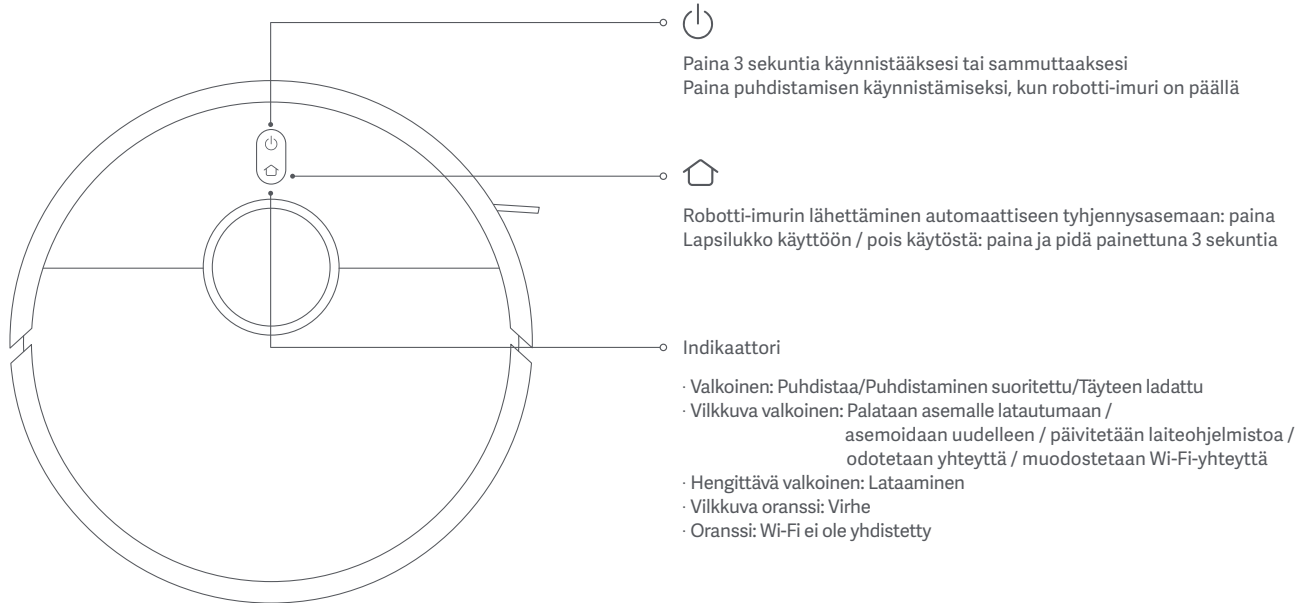 Paina 3 sekuntia käynnistääksesi tai sammuttaaksesi
Paina puhdistamisen käynnistämiseksi, kun robotti-imuri on päällä
Robotti-imurin lähettäminen automaattiseen tyhjennysasemaan: paina
Lapsilukko käyttöön / pois käytöstä: paina ja pidä painettuna 3 sekuntia
Indikaattori
· Valkoinen: Puhdistaa/Puhdistaminen suoritettu/Täyteen ladattu
· Vilkkuva valkoinen: Palataan asemalle latautumaan /
asemoidaan uudelleen / päivitetään laiteohjelmistoa /
odotetaan yhteyttä / muodostetaan Wi-Fi-yhteyttä
· Hengittävä valkoinen: Lataaminen
· Vilkkuva oranssi: Virhe
· Oranssi: Wi-Fi ei ole yhdistetty